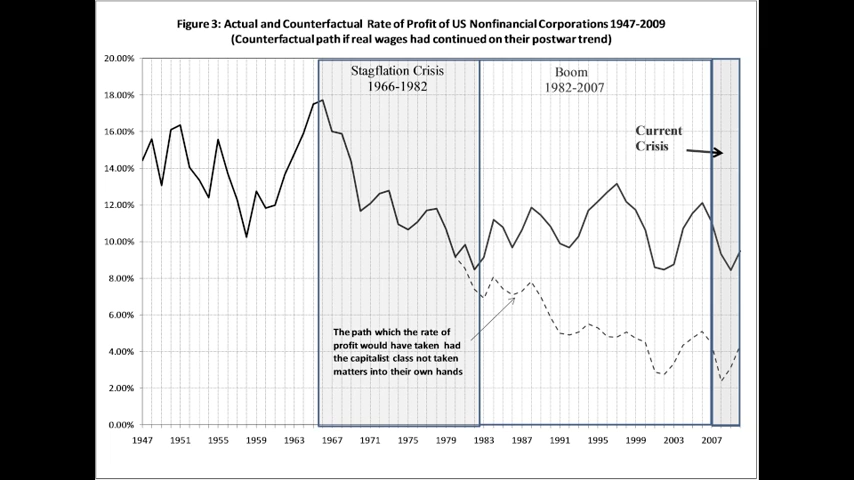 Figure 3: Actual and Counterfactual Rate of Profit of US Nonfinancial Corporations 1947-2009
(Counterfactual path if real wages had continued on their postwar trend)
20.00%
18.00%
16.00%
14.00%
12.00%
10.00%
8.00%
6.00%
4.00%
2.00%
0.00%
Stagflation Crisis
1966-1982
Boom
1982-2007
Current
Crisis
The path which the rate of
profit would have taken had
the capitalist class not taken
matters into their own hands
1947 1951 1955 1959 1963 1967 1971 1975 1979 1983 1987 1991 1995 1999 2003 2007